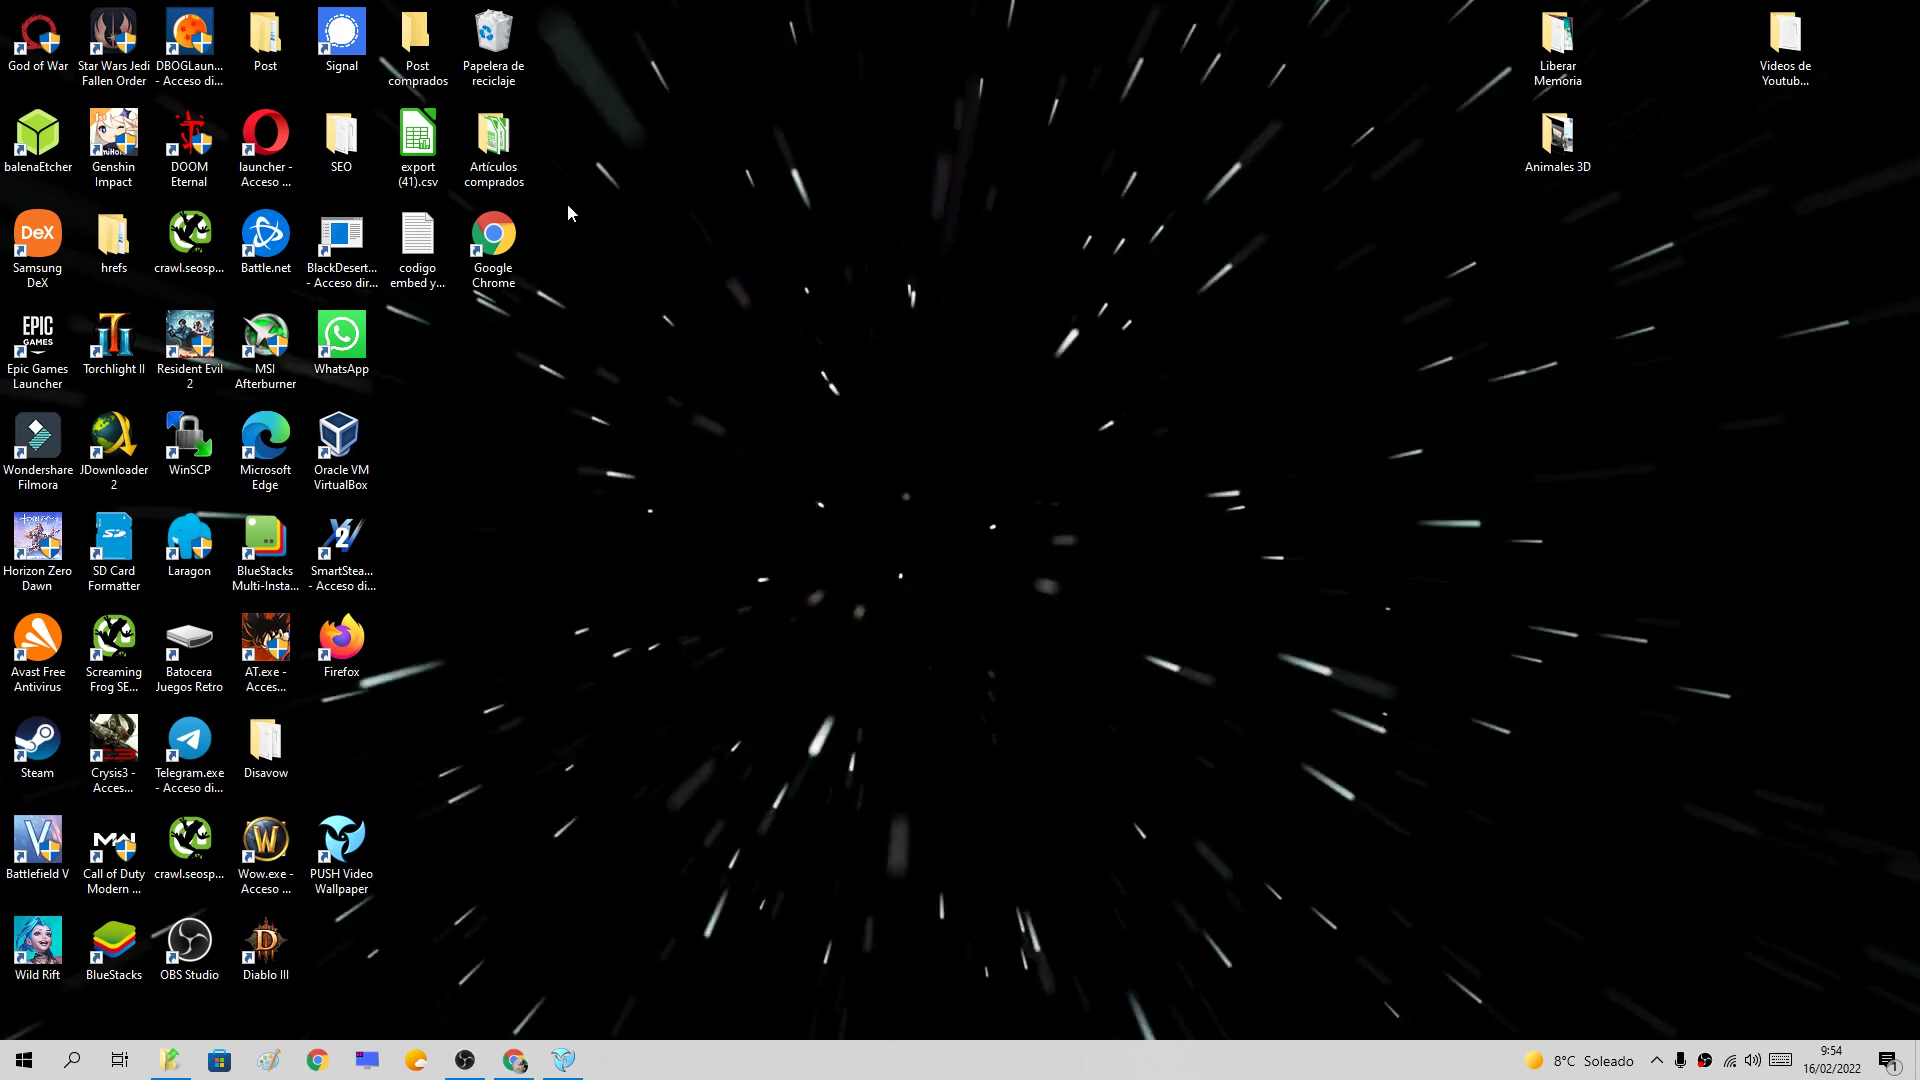 God of War
Star Wars Jedi
Fallen Order
DBOGLaun...
- Acceso di...
Post
Signal
Post
comprados
Papelera de
reciclaje
Liberar
Memoria
Videos de
Youtub...
balenaEtcher
Genshin
Impact
DOOM
Eternal
launcher -
Acceso ...
SEO
export
(41).csv
Artículos
comprados
Animales 3D
DeX
Samsung
DeX
hrefs
crawl.seosp...
Battle.net
BlackDesert...
- Acceso dir...
codigo
embed y...
Google
Chrome
EPIC
GAMES
Epic Games
Launcher
Torchlight II
Resident Evil
2
MSI
Afterburner
WhatsApp
Wondershare
Filmora
JDownloader
2
WinSCP
Microsoft
Edge
Oracle VM
VirtualBox
Horizon Zero
Dawn
SD
SD Card
Formatter
Laragon
BlueStacks
Multi-Insta...
2
SmartStea...
- Acceso di...
Avast Free
Antivirus
Screaming
Frog SE...
Batocera
Juegos Retro
AT.exe -
Acces...
Firefox
Steam
Crysis3 -
Acces...
Telegram.exe
- Acceso di...
Disavow
V
Battlefield V
MW
Call of Duty
Modern ...
crawl.seosp...
W
Wow.exe -
Acceso ...
PUSH Video
Wallpaper
Wild Rift
BlueStacks
OBS Studio
D
Diablo III
8°C Soleado
9:54
16/02/2022
1